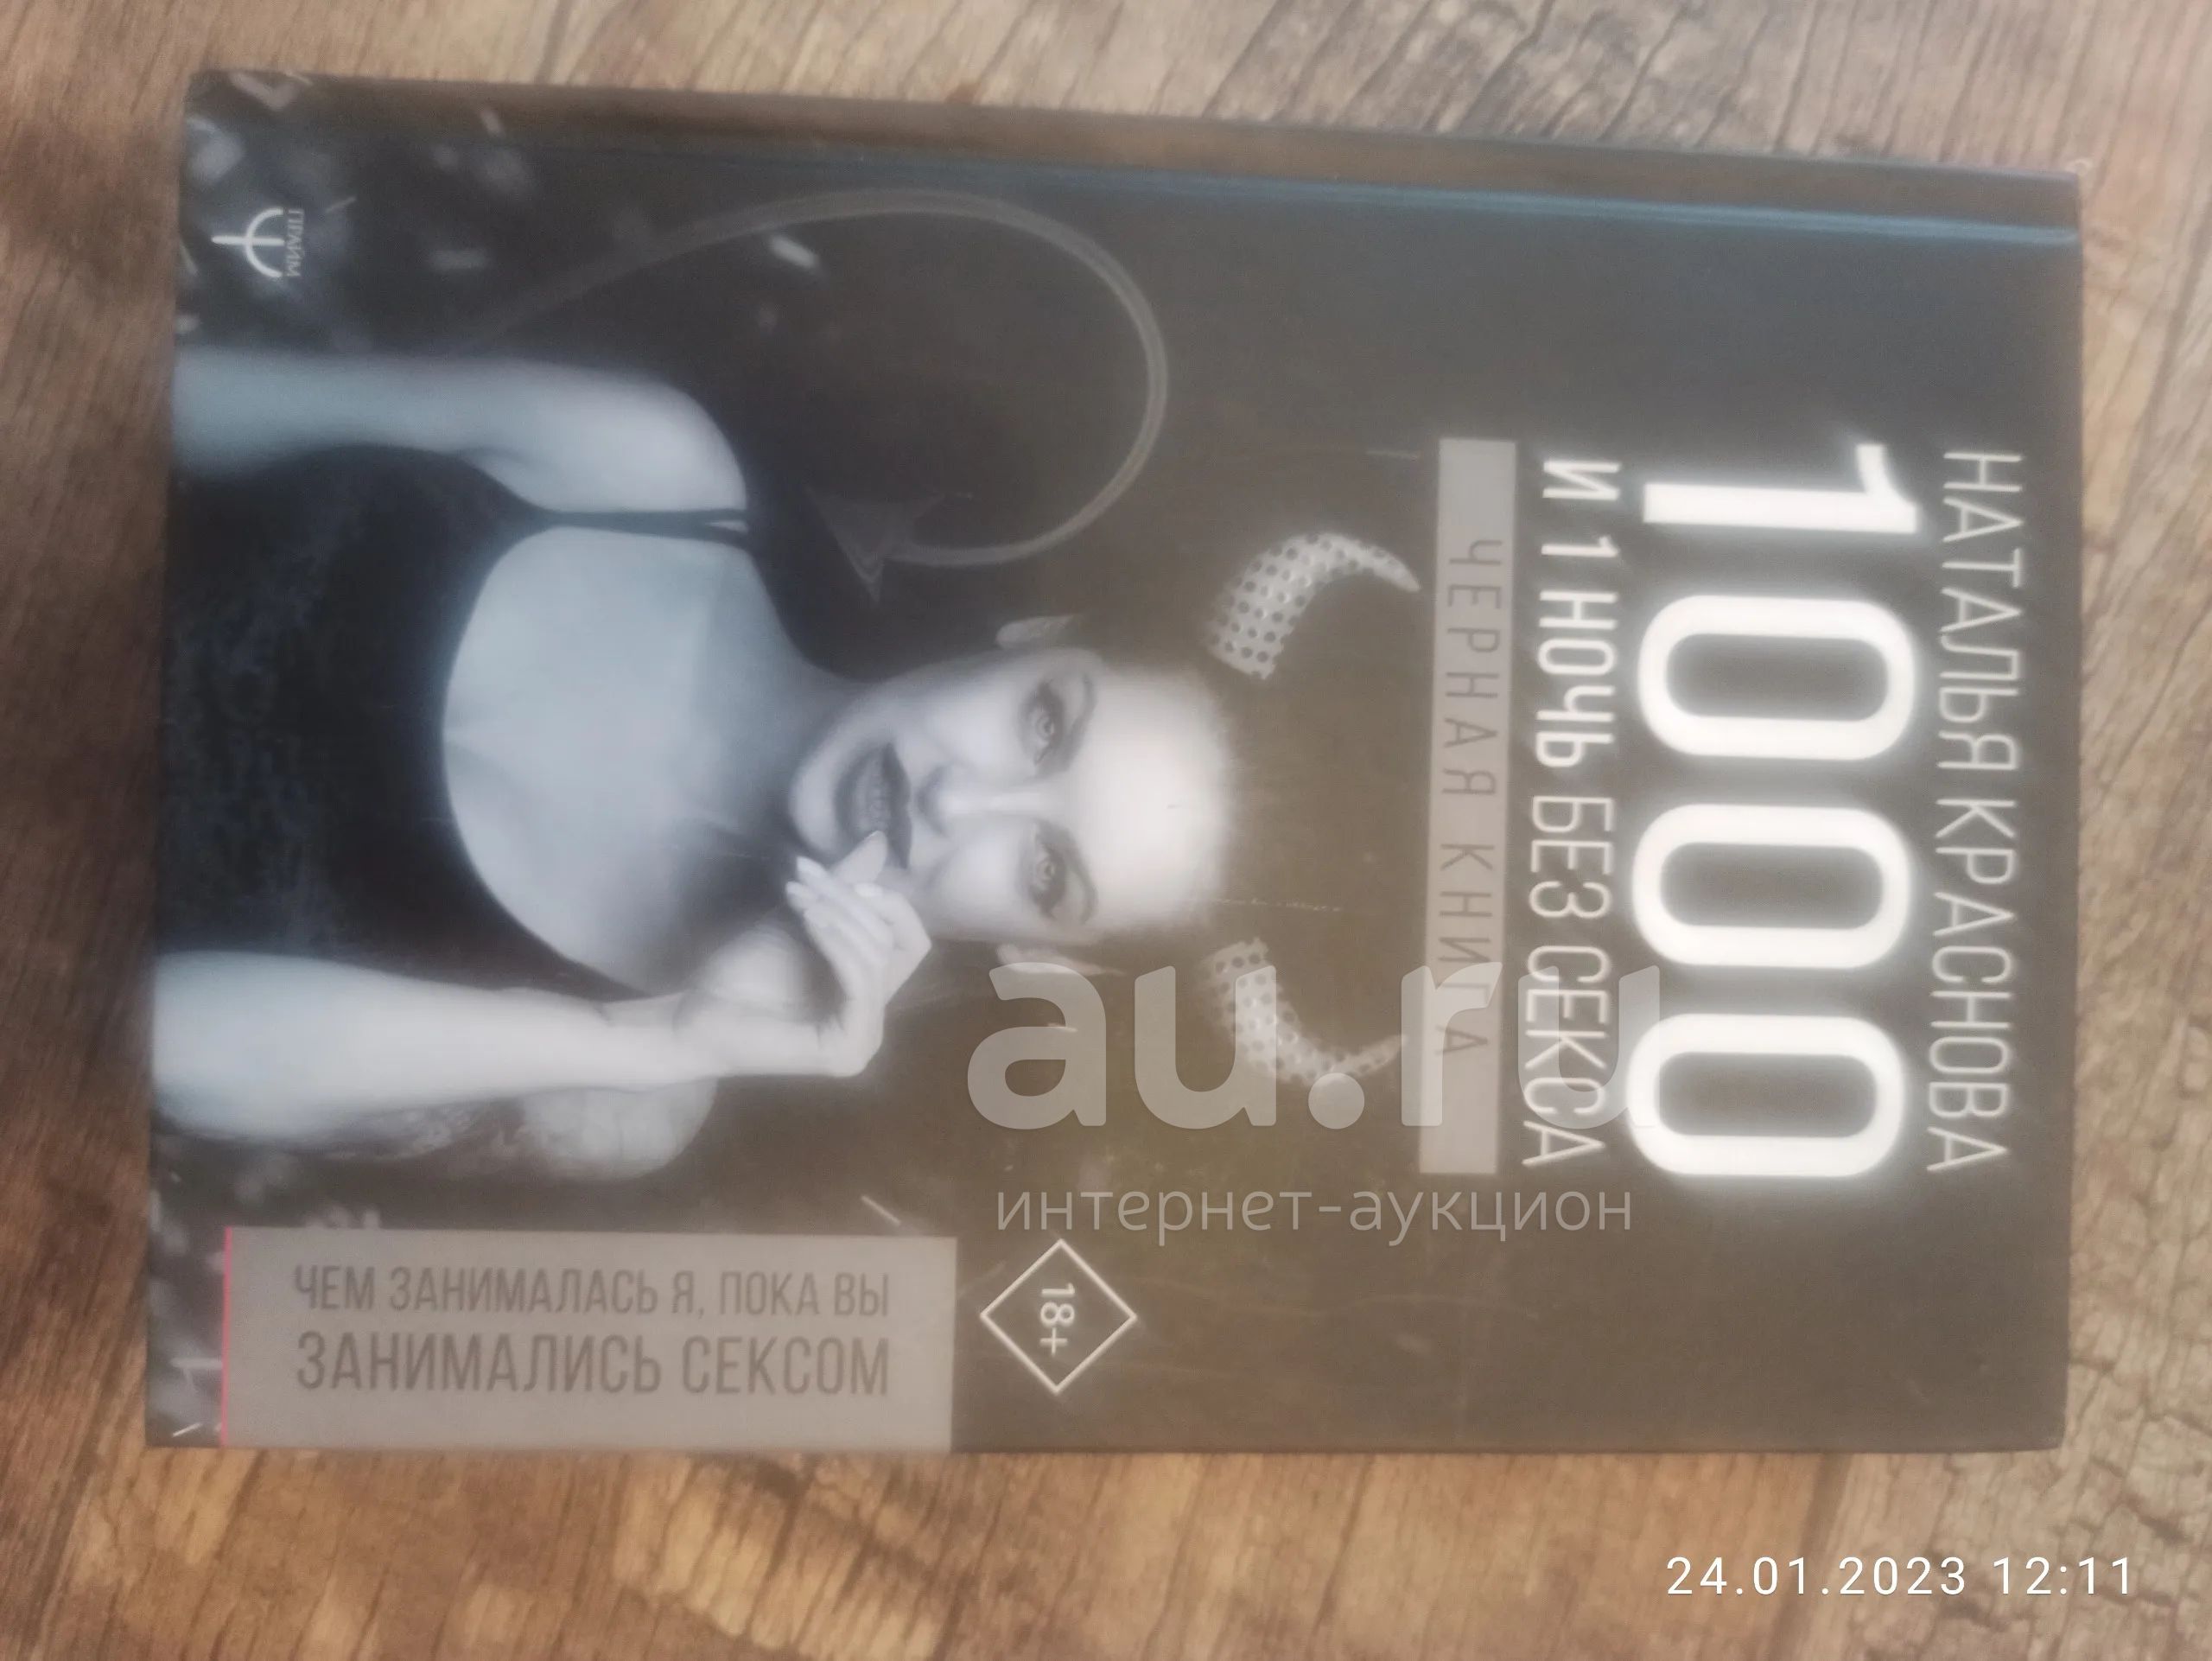 НАТАЛЬЯ КРАСНОВА
1000
И 1 НОЧЬ БЕЗ СЕКСА
ЧЕРНАЯ КНИГА
18+
ЧЕМ ЗАНИМАЛАСЬ Я, ПОКА ВЫ
ЗАНИМАЛИСЬ СЕКСОМ
ПРАЙМ
au.ru
интернет-аукцион
24.01.2023 12:11